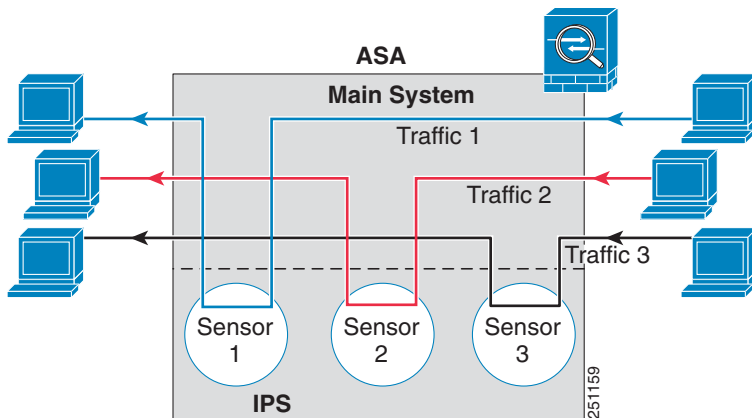 ASA
Main System
Traffic 1
Traffic 2
Traffic 3
Sensor
1
Sensor
2
Sensor
3
IPS
251159